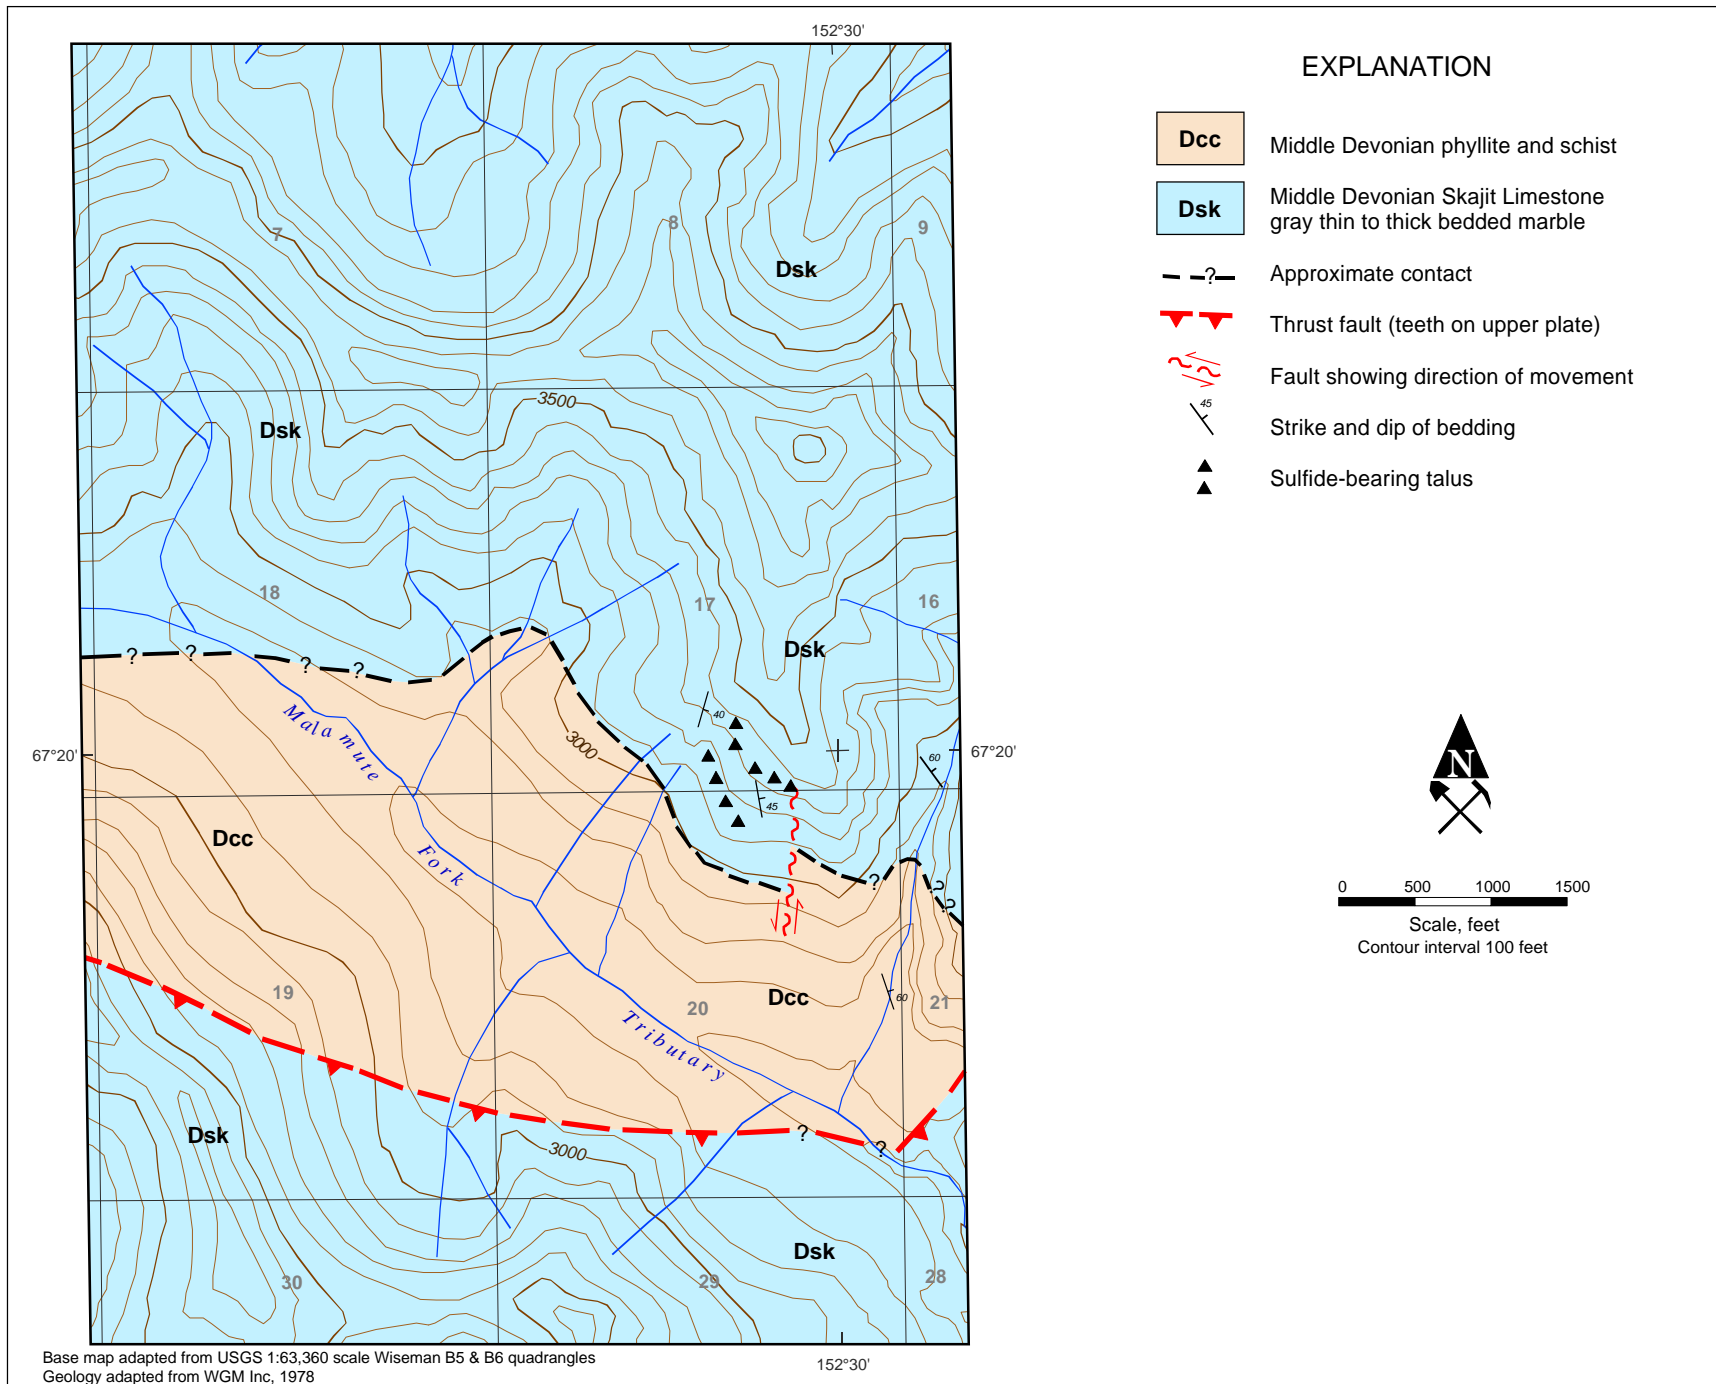 152°30'
EXPLANATION
Dcc
Middle Devonian phyllite and schist
Dsk
Middle Devonian Skajit Limestone
gray thin to thick bedded marble
?
Approximate contact
Thrust fault (teeth on upper plate)
Fault showing direction of movement
45
Strike and dip of bedding
Sulfide-bearing talus
7
8
9
Dsk
3500
Dsk
18
17
16
Dsk
? ? ? ?
40
Malamute
3000
67°20'
67°20'
60
45
N
Dcc
Fork
?
?
?
0 500 1000 1500
Scale, feet
Contour interval 100 feet
19
20
Dcc
60
21
Tributary
Dsk
3000
?
?
Dsk
30
29
28
Base map adapted from USGS 1:63,360 scale Wiseman B5 & B6 quadrangles
Geology adapted from WGM Inc, 1978
152°30'